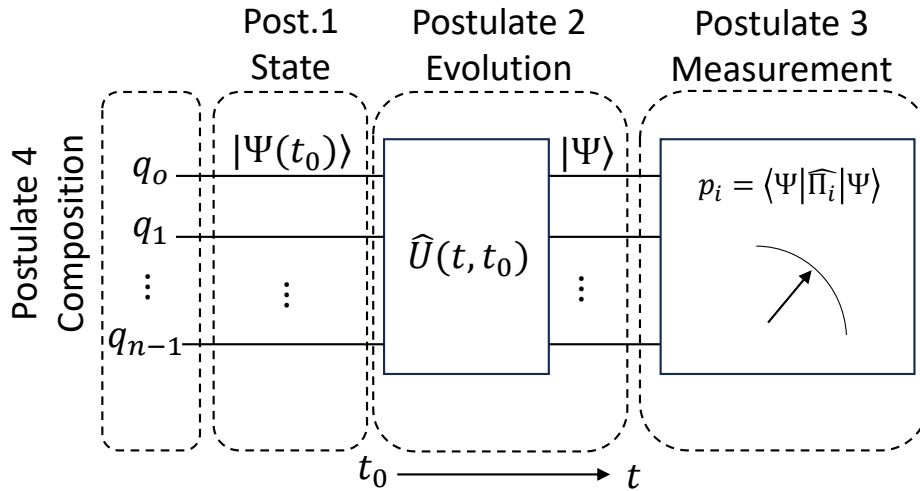 Post.1
State
Postulate 2
Evolution
Postulate 3
Measurement
Postulate 4
Composition
q_o
q_1
⋮
q_{n−1}
|Ψ(t_0)⟩
⋮
Û(t, t_0)
|Ψ⟩
⋮
p_i = ⟨Ψ|Π̂_i|Ψ⟩
t_0 → t